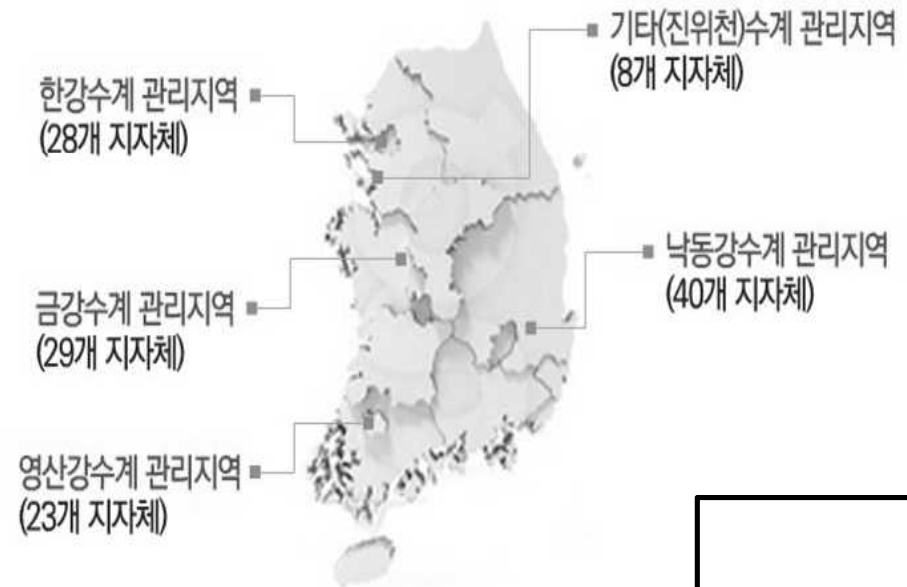 기타(진위천)수계 관리지역
(8개 지자체)
한강수계 관리지역
(28개 지자체)
낙동강수계 관리지역
(40개 지자체)
금강수계 관리지역
(29개 지자체)
영산강수계 관리지역
(23개 지자체)